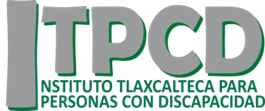 ITPCD
INSTITUTO TLAXCALTECA PARA
PERSONAS CON DISCAPACIDAD